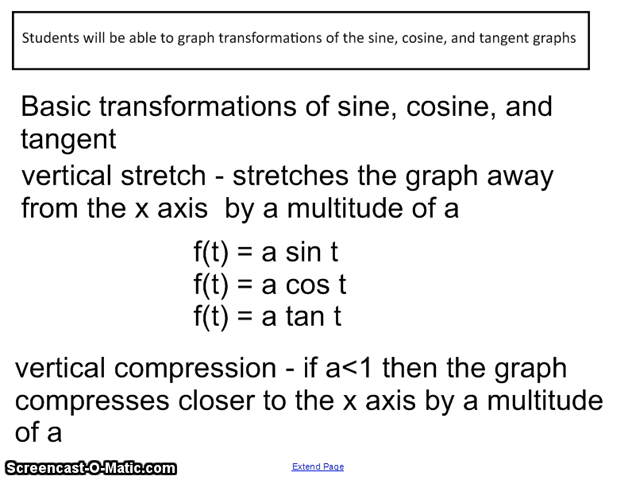 Students will be able to graph transformations of the sine, cosine, and tangent graphs
Basic transformations of sine, cosine, and
tangent
vertical stretch - stretches the graph away
from the x axis by a multitude of a
f(t) = a sin t
f(t) = a cos t
f(t) = a tan t
vertical compression - if a<1 then the graph
compresses closer to the x axis by a multitude
of a
Screencast-O-Matic.com
Extend Page